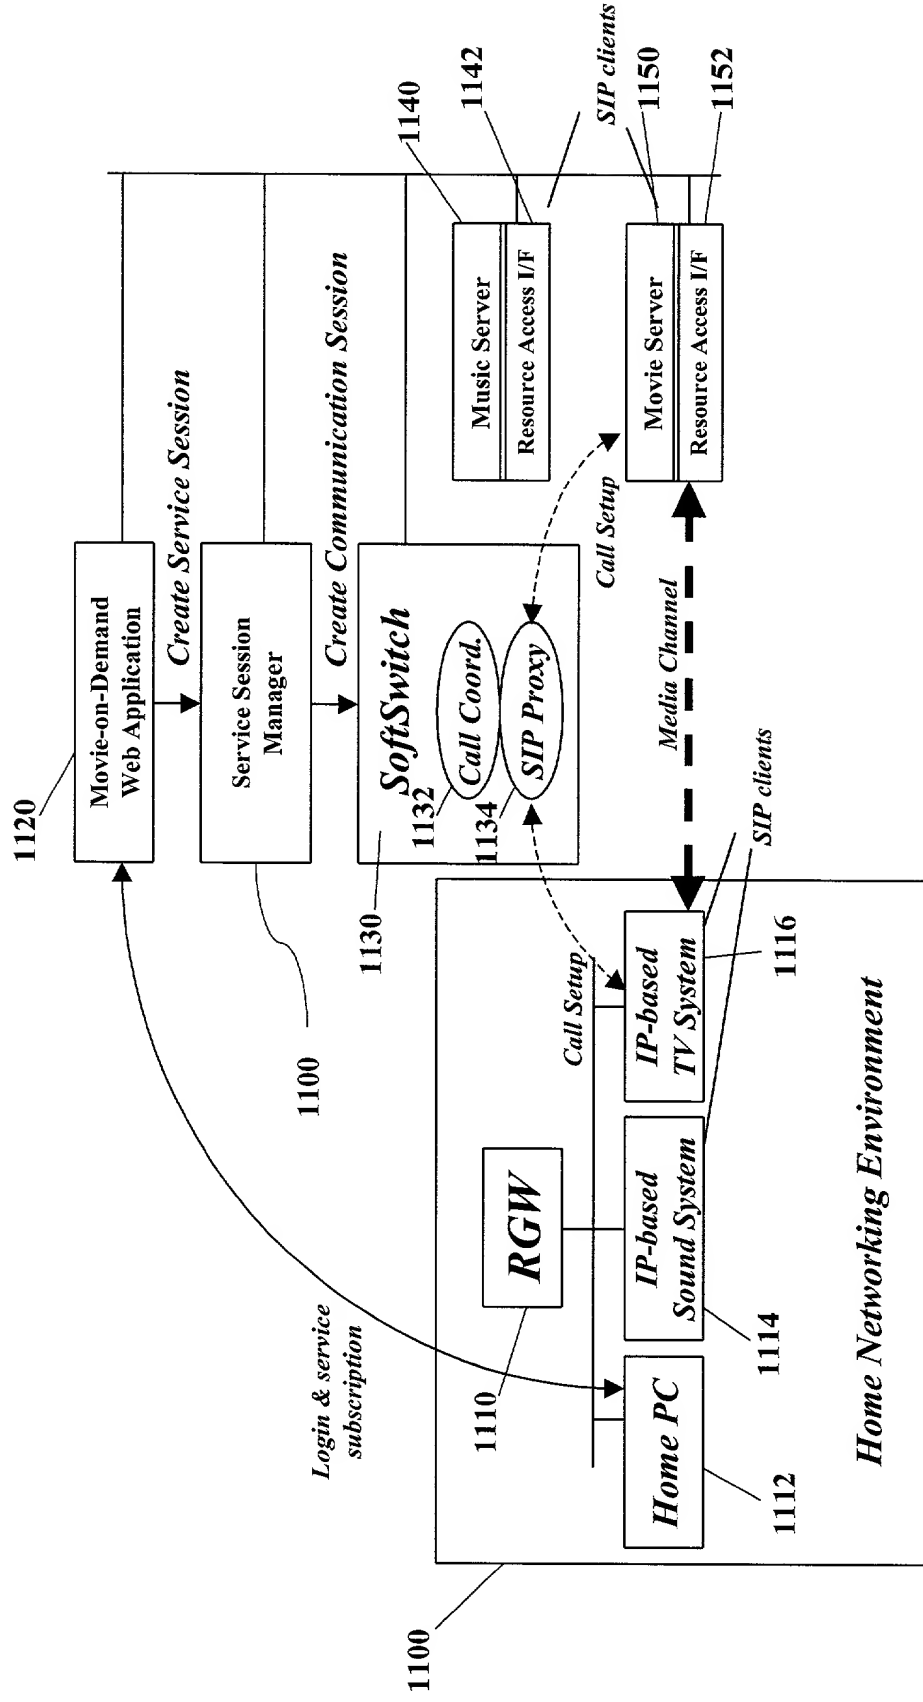 1120
Movie-on-Demand
Web Application
Create Service Session
Login & service
subscription
Service Session
Manager
1100
Create Communication Session
1130
SoftSwitch
1132
Call Coord.
1134
SIP Proxy
1140
Music Server
Resource Access I/F
1142
SIP clients
1150
Movie Server
Resource Access I/F
1152
Call Setup
Media Channel
Call Setup
1100
1110
RGW
Home PC
1112
IP-based
Sound System
1114
IP-based
TV System
1116
SIP clients
Home Networking Environment